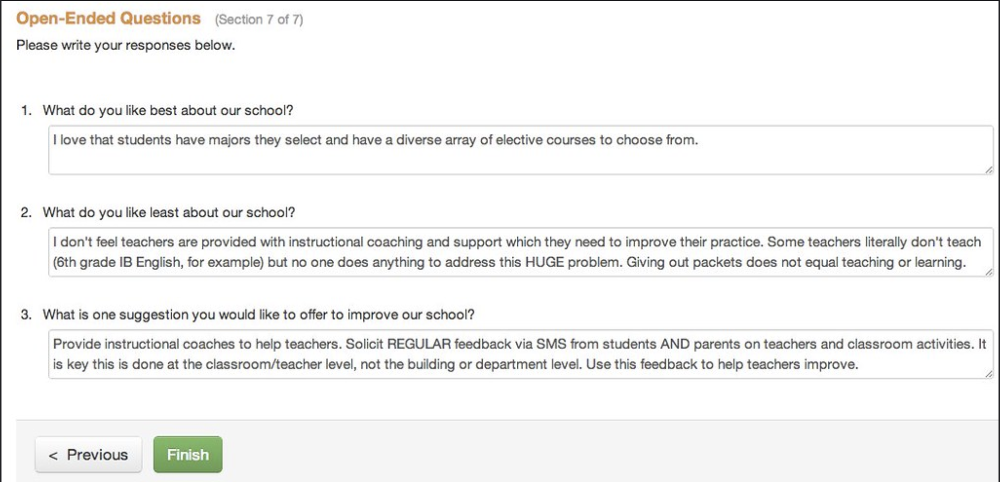 Open-Ended Questions (Section 7 of 7)
Please write your responses below.
1. What do you like best about our school?
I love that students have majors they select and have a diverse array of elective courses to choose from.
2. What do you like least about our school?
I don't feel teachers are provided with instructional coaching and support which they need to improve their practice. Some teachers literally don't teach
(6th grade IB English, for example) but no one does anything to address this HUGE problem. Giving out packets does not equal teaching or learning.
3. What is one suggestion you would like to offer to improve our school?
Provide instructional coaches to help teachers. Solicit REGULAR feedback via SMS from students AND parents on teachers and classroom activities. It
is key this is done at the classroom/teacher level, not the building or department level. Use this feedback to help teachers improve.
< Previous Finish